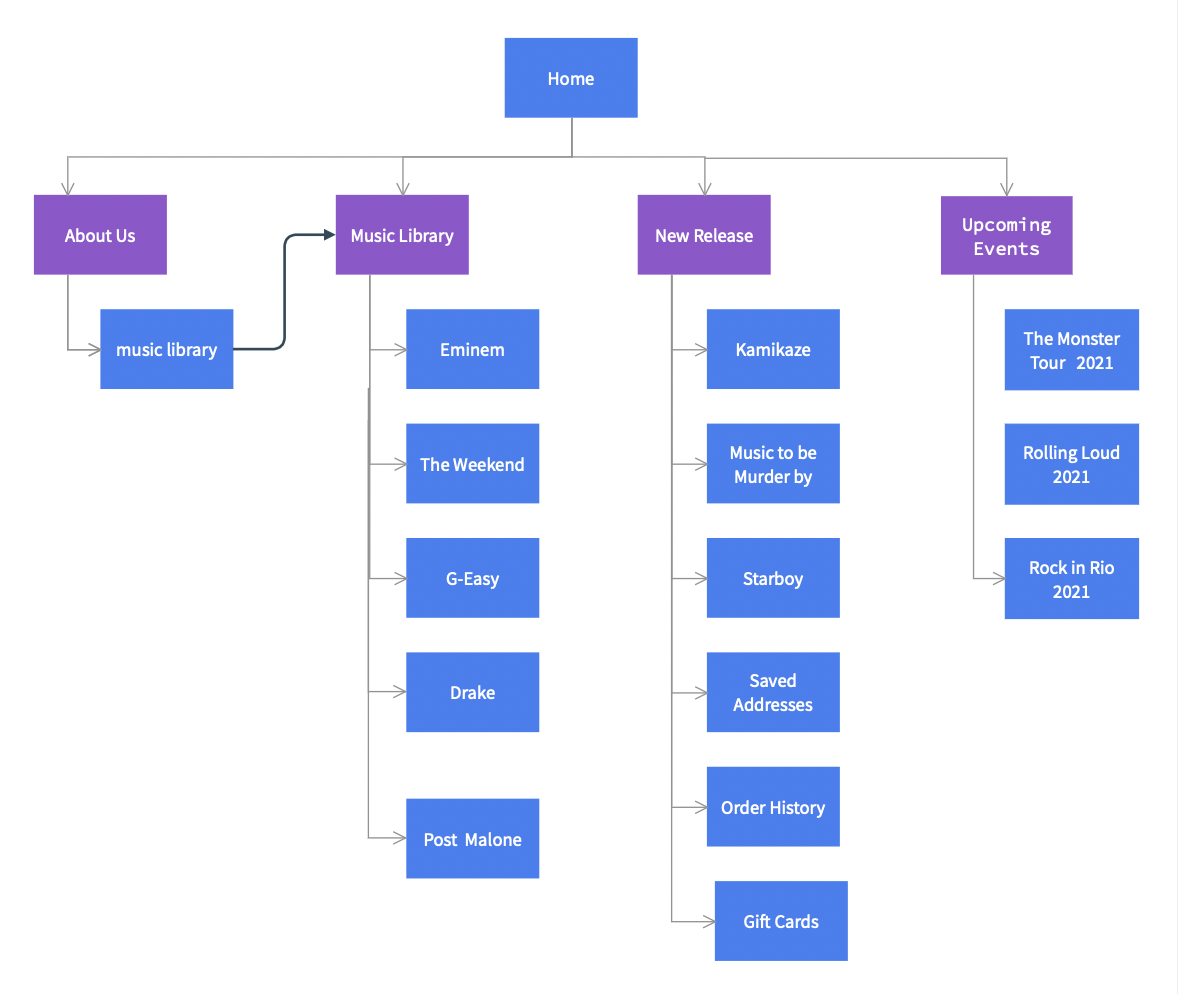 Home
About Us
Music Library
New Release
Upcoming
Events
music library
Eminem
The Weekend
G-Easy
Drake
Post Malone
Kamikaze
Music to be
Murder by
Starboy
Saved
Addresses
Order History
Gift Cards
The Monster
Tour 2021
Rolling Loud
2021
Rock in Rio
2021